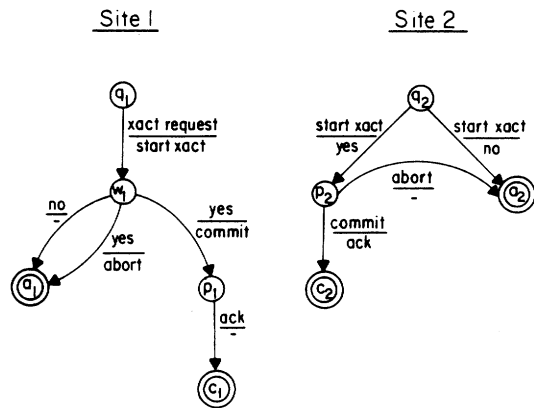 Site 1
Site 2
q1
q2
xact request
start xact
start xact
yes
start xact
no
w1
no
-
yes
abort
yes
commit
p2
abort
-
a2
commit
ack
a1
p1
c2
ack
-
c1